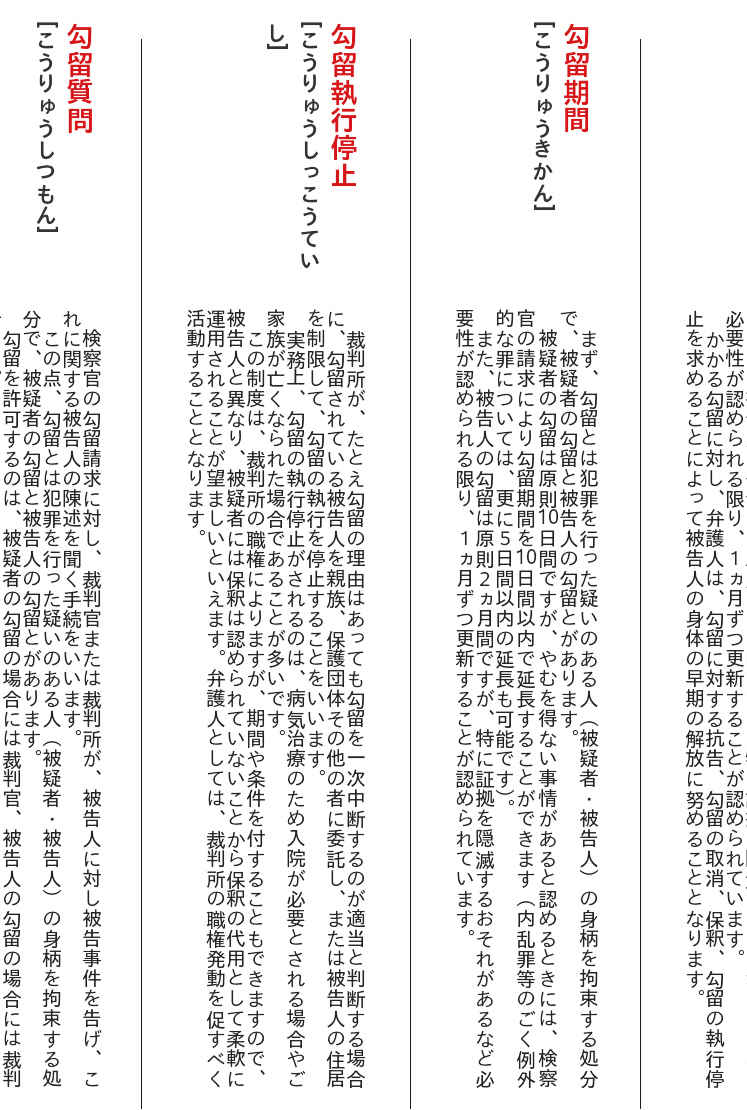 必要性が認められる限り、1ヵ月ずつ更新することが認められています。
かかる勾留に対し、弁護人は、勾留に対する抗告、勾留の取消、保釈、勾留の執行停
止を求めることによって被告人の身体の早期の解放に努めることとなります。
勾留期間
[こうりゅうきかん]
まず、勾留とは犯罪を行った疑いのある人（被疑者・被告人）の身柄を拘束する処分
で、被疑者の勾留と被告人の勾留とがあります。
被疑者の勾留は原則10日間ですが、やむを得ない事情があると認めるときには、検察
官の請求により勾留期間を10日間以内で延長することができます（内乱罪等のごく例外
的な罪については、更に5日間以内の延長も可能です）。
また、被告人の勾留は原則2ヵ月間ですが、特に証拠を隠滅するおそれがあるなど必
要性が認められる限り、1ヵ月ずつ更新することが認められています。
勾留執行停止
[こうりゅうしっこうてい
し]
裁判所が、たとえ勾留の理由はあっても勾留を一次中断するのが適当と判断する場合
に、勾留されている被告人を親族、保護団体その他の者に委託し、または被告人の住居
を制限して、勾留の執行を停止することをいいます。
実務上、勾留の執行停止がされるのは、病気治療のため入院が必要とされる場合やご
家族が亡くなられた場合であることが多いです。
この制度は、裁判所の職権によりますが、期間や条件を付することもできますので、
被告人と異なり、被疑者には保釈は認められていないことから保釈の代用として柔軟に
運用されることが望ましいといえます。弁護人としては、裁判所の職権発動を促すべく
活動することとなります。
勾留質問
[こうりゅうしつもん]
検察官の勾留請求に対し、裁判官または裁判所が、被告人に対し被告事件を告げ、こ
れに関する被告人の陳述を聞く手続をいいます。
この点、勾留とは犯罪を行った疑いのある人（被疑者・被告人）の身柄を拘束する処
分で、被疑者の勾留と被告人の勾留とがあります。
勾留を許可するのは、被疑者の勾留の場合には裁判官、被告人の勾留の場合には裁判